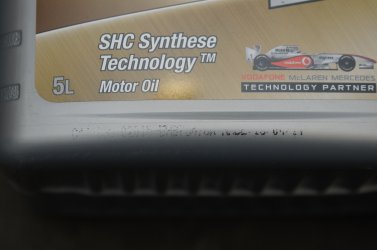 SHC Synthese
Technology™
5L Motor Oil
VODAFONE McLAREN MERCEDES
TECHNOLOGY PARTNER